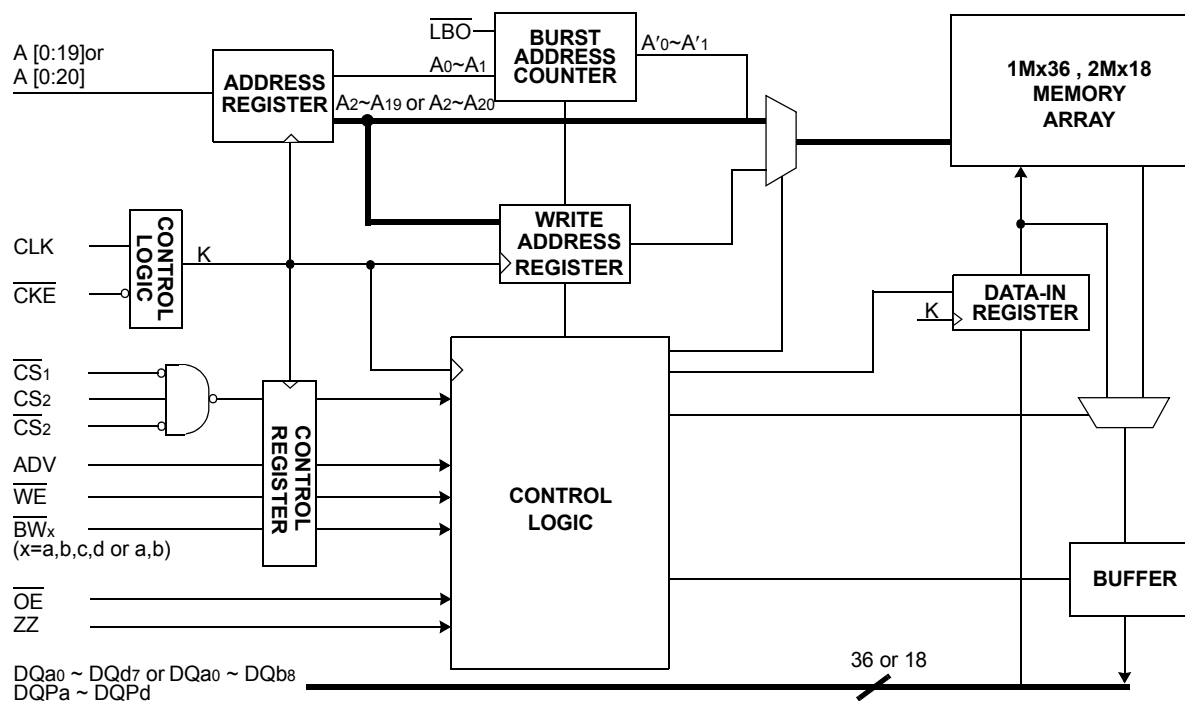 A [0:19]or
A [0:20]
ADDRESS
REGISTER
LBO
A0~A1
A2~A19 or A2~A20
BURST
ADDRESS
COUNTER
A′0~A′1
1Mx36 , 2Mx18
MEMORY
ARRAY
WRITE
ADDRESS
REGISTER
CLK
CKE
CONTROL
LOGIC
K
K
DATA-IN
REGISTER
CS1
CS2
CS2
ADV
WE
BWx
(x=a,b,c,d or a,b)
CONTROL
REGISTER
CONTROL
LOGIC
BUFFER
OE
ZZ
DQa0 ~ DQd7 or DQa0 ~ DQb8
DQPa ~ DQPd
36 or 18